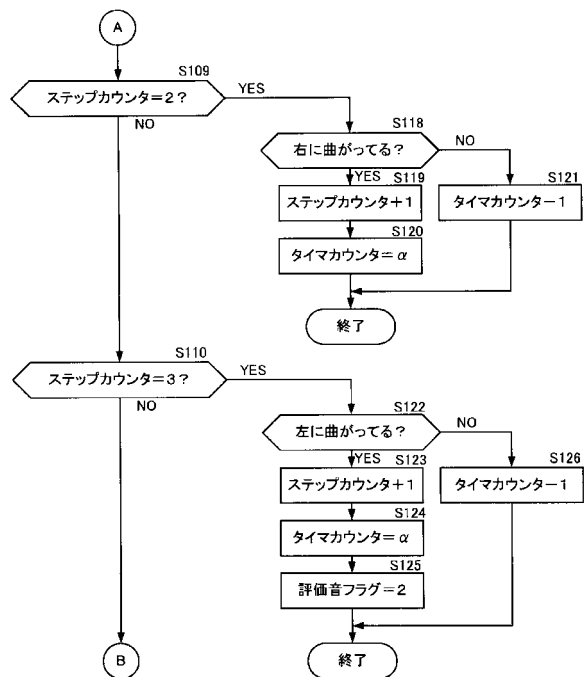 A
S109
ステップカウンタ=2?
YES
NO
S118
右に曲がってる?
NO
YES
S119
ステップカウンタ+1
S121
タイマカウンター1
S120
タイマカウンタ=α
終了
S110
ステップカウンタ=3?
YES
NO
S122
左に曲がってる?
NO
YES
S123
ステップカウンタ+1
S126
タイマカウンター1
S124
タイマカウンタ=α
S125
評価音フラグ=2
終了
B